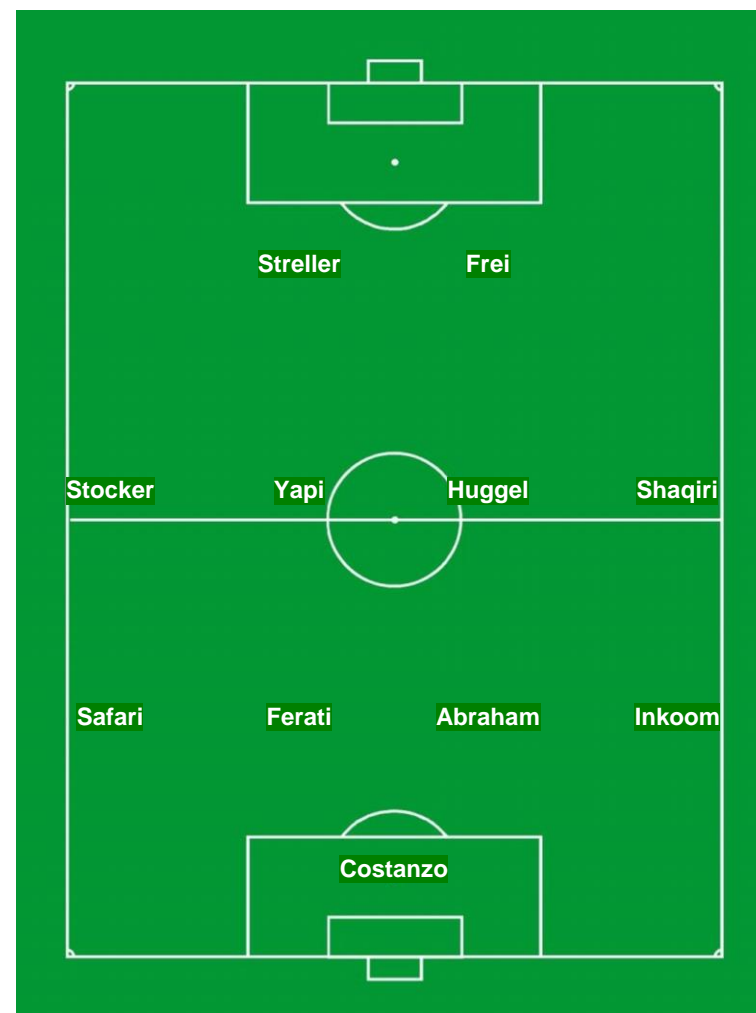 Streller Frei
Stocker Yapi Huggel Shaqiri
Safari Ferati Abraham Inkoom
Costanzo